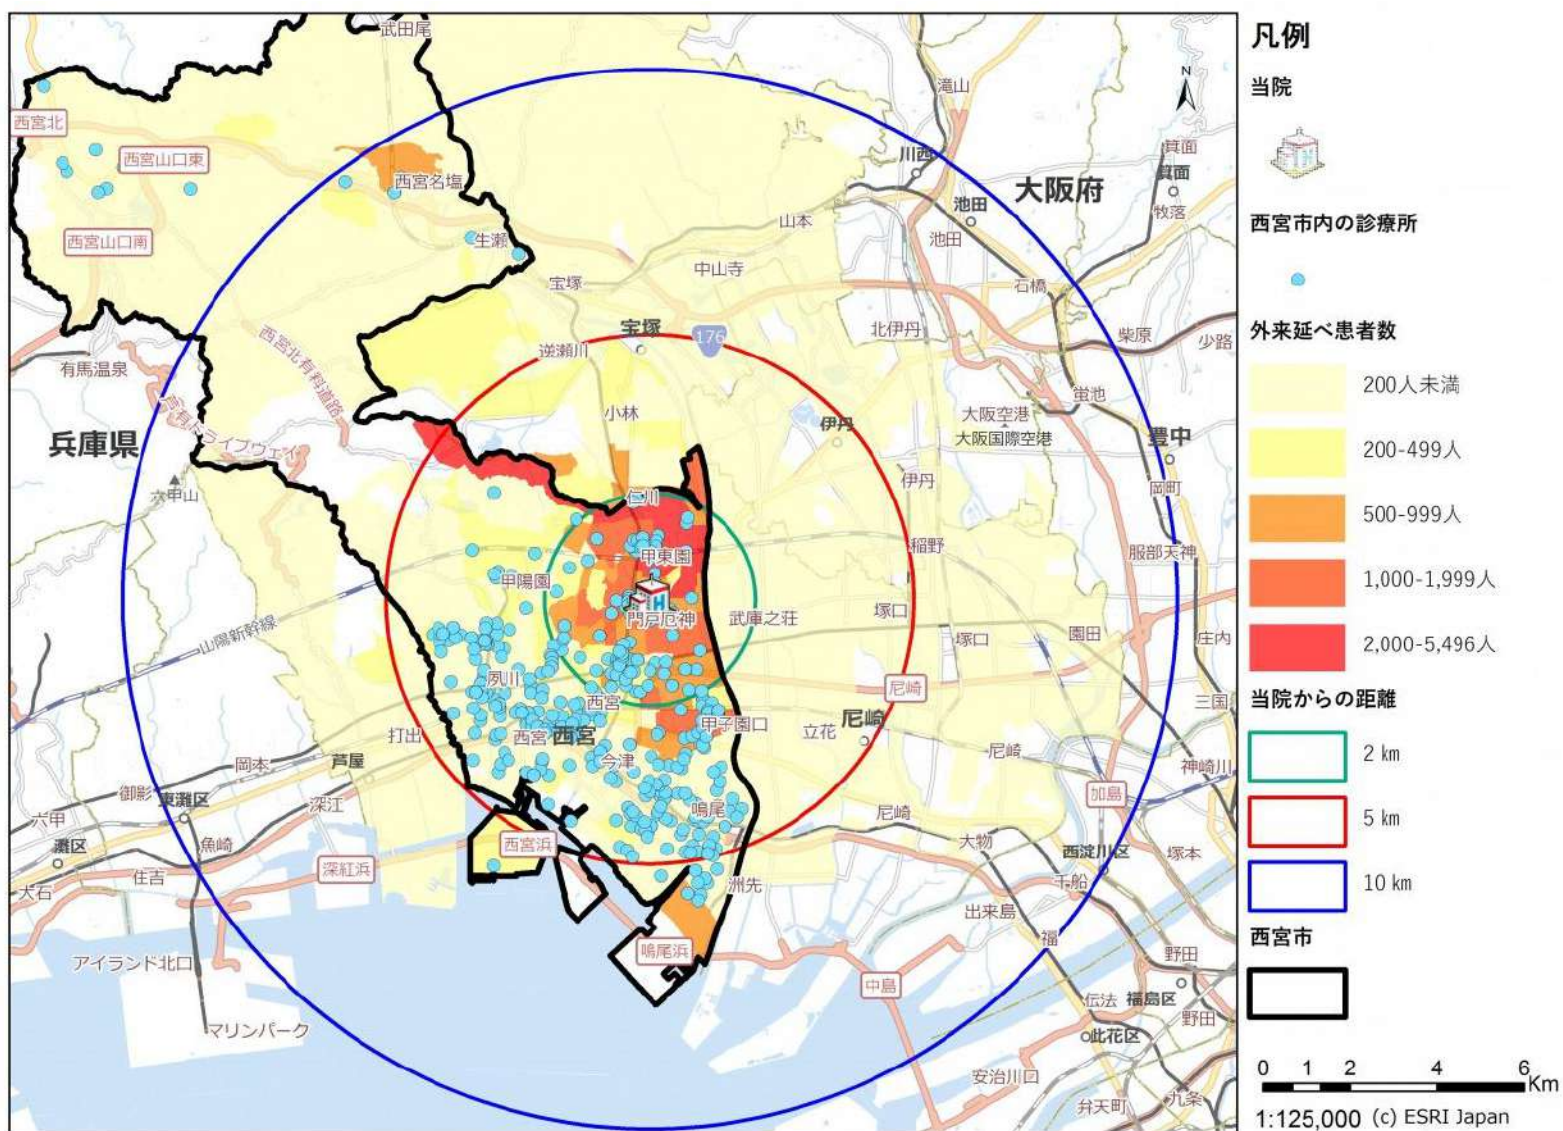 武田尾
滝山
西宮北
西宮山口東
西宮名塩
川西
箕面
箕面
大阪府
池田
牧落
山本
池田
西宮山口南
生瀬
中山寺
宝塚
石橋
176
宝塚
北伊丹
柴原
少路
逆瀬川
西宮北有料道路
有馬温泉
蛍池
小林
大阪空港
芦有ドライブウェイ
伊丹
大阪国際空港
豊中
兵庫県
伊丹
岡町
六甲山
仁川
稲野
服部天神
甲東園
甲陽園
塚口
門戸厄神
武庫之荘
山陽新幹線
塚口
園田
庄内
夙川
尼崎
西宮
三国
尼崎
甲子園口
立花
打出
西宮
西宮
尼崎
芦屋
今津
岡本
神崎川
御影
東灘区
深江
加島
六甲
鳴尾
尼崎
大物
魚崎
西宮浜
西淀川区
塚本
灘区
深江浜
住吉
千船
大石
洲先
出来島
福
鳴尾浜
野田
アイランド北口
中島
伝法
福島区
野田
マリンパーク
此花区
安治川口
九条
弁天町
凡例
当院
N
H
西宮市内の診療所
外来延べ患者数
200人未満
200-499人
500-999人
1,000-1,999人
2,000-5,496人
当院からの距離
2 km
5 km
10 km
西宮市
0 1 2 4 6
Km
1:125,000 (c) ESRI Japan